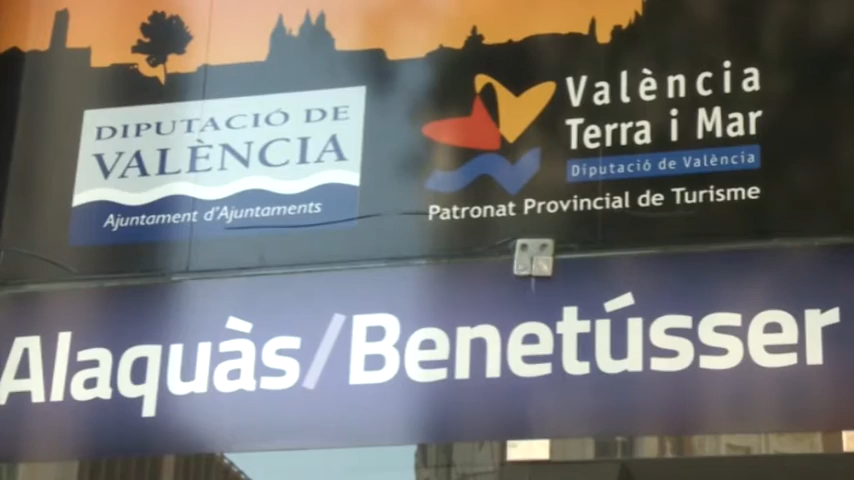 DIPUTACIÓ DE
VALÈNCIA
Ajuntament d'Ajuntaments
València
Terra i Mar
Diputació de València
Patronat Provincial de Turisme
Alaquàs/Benetússer